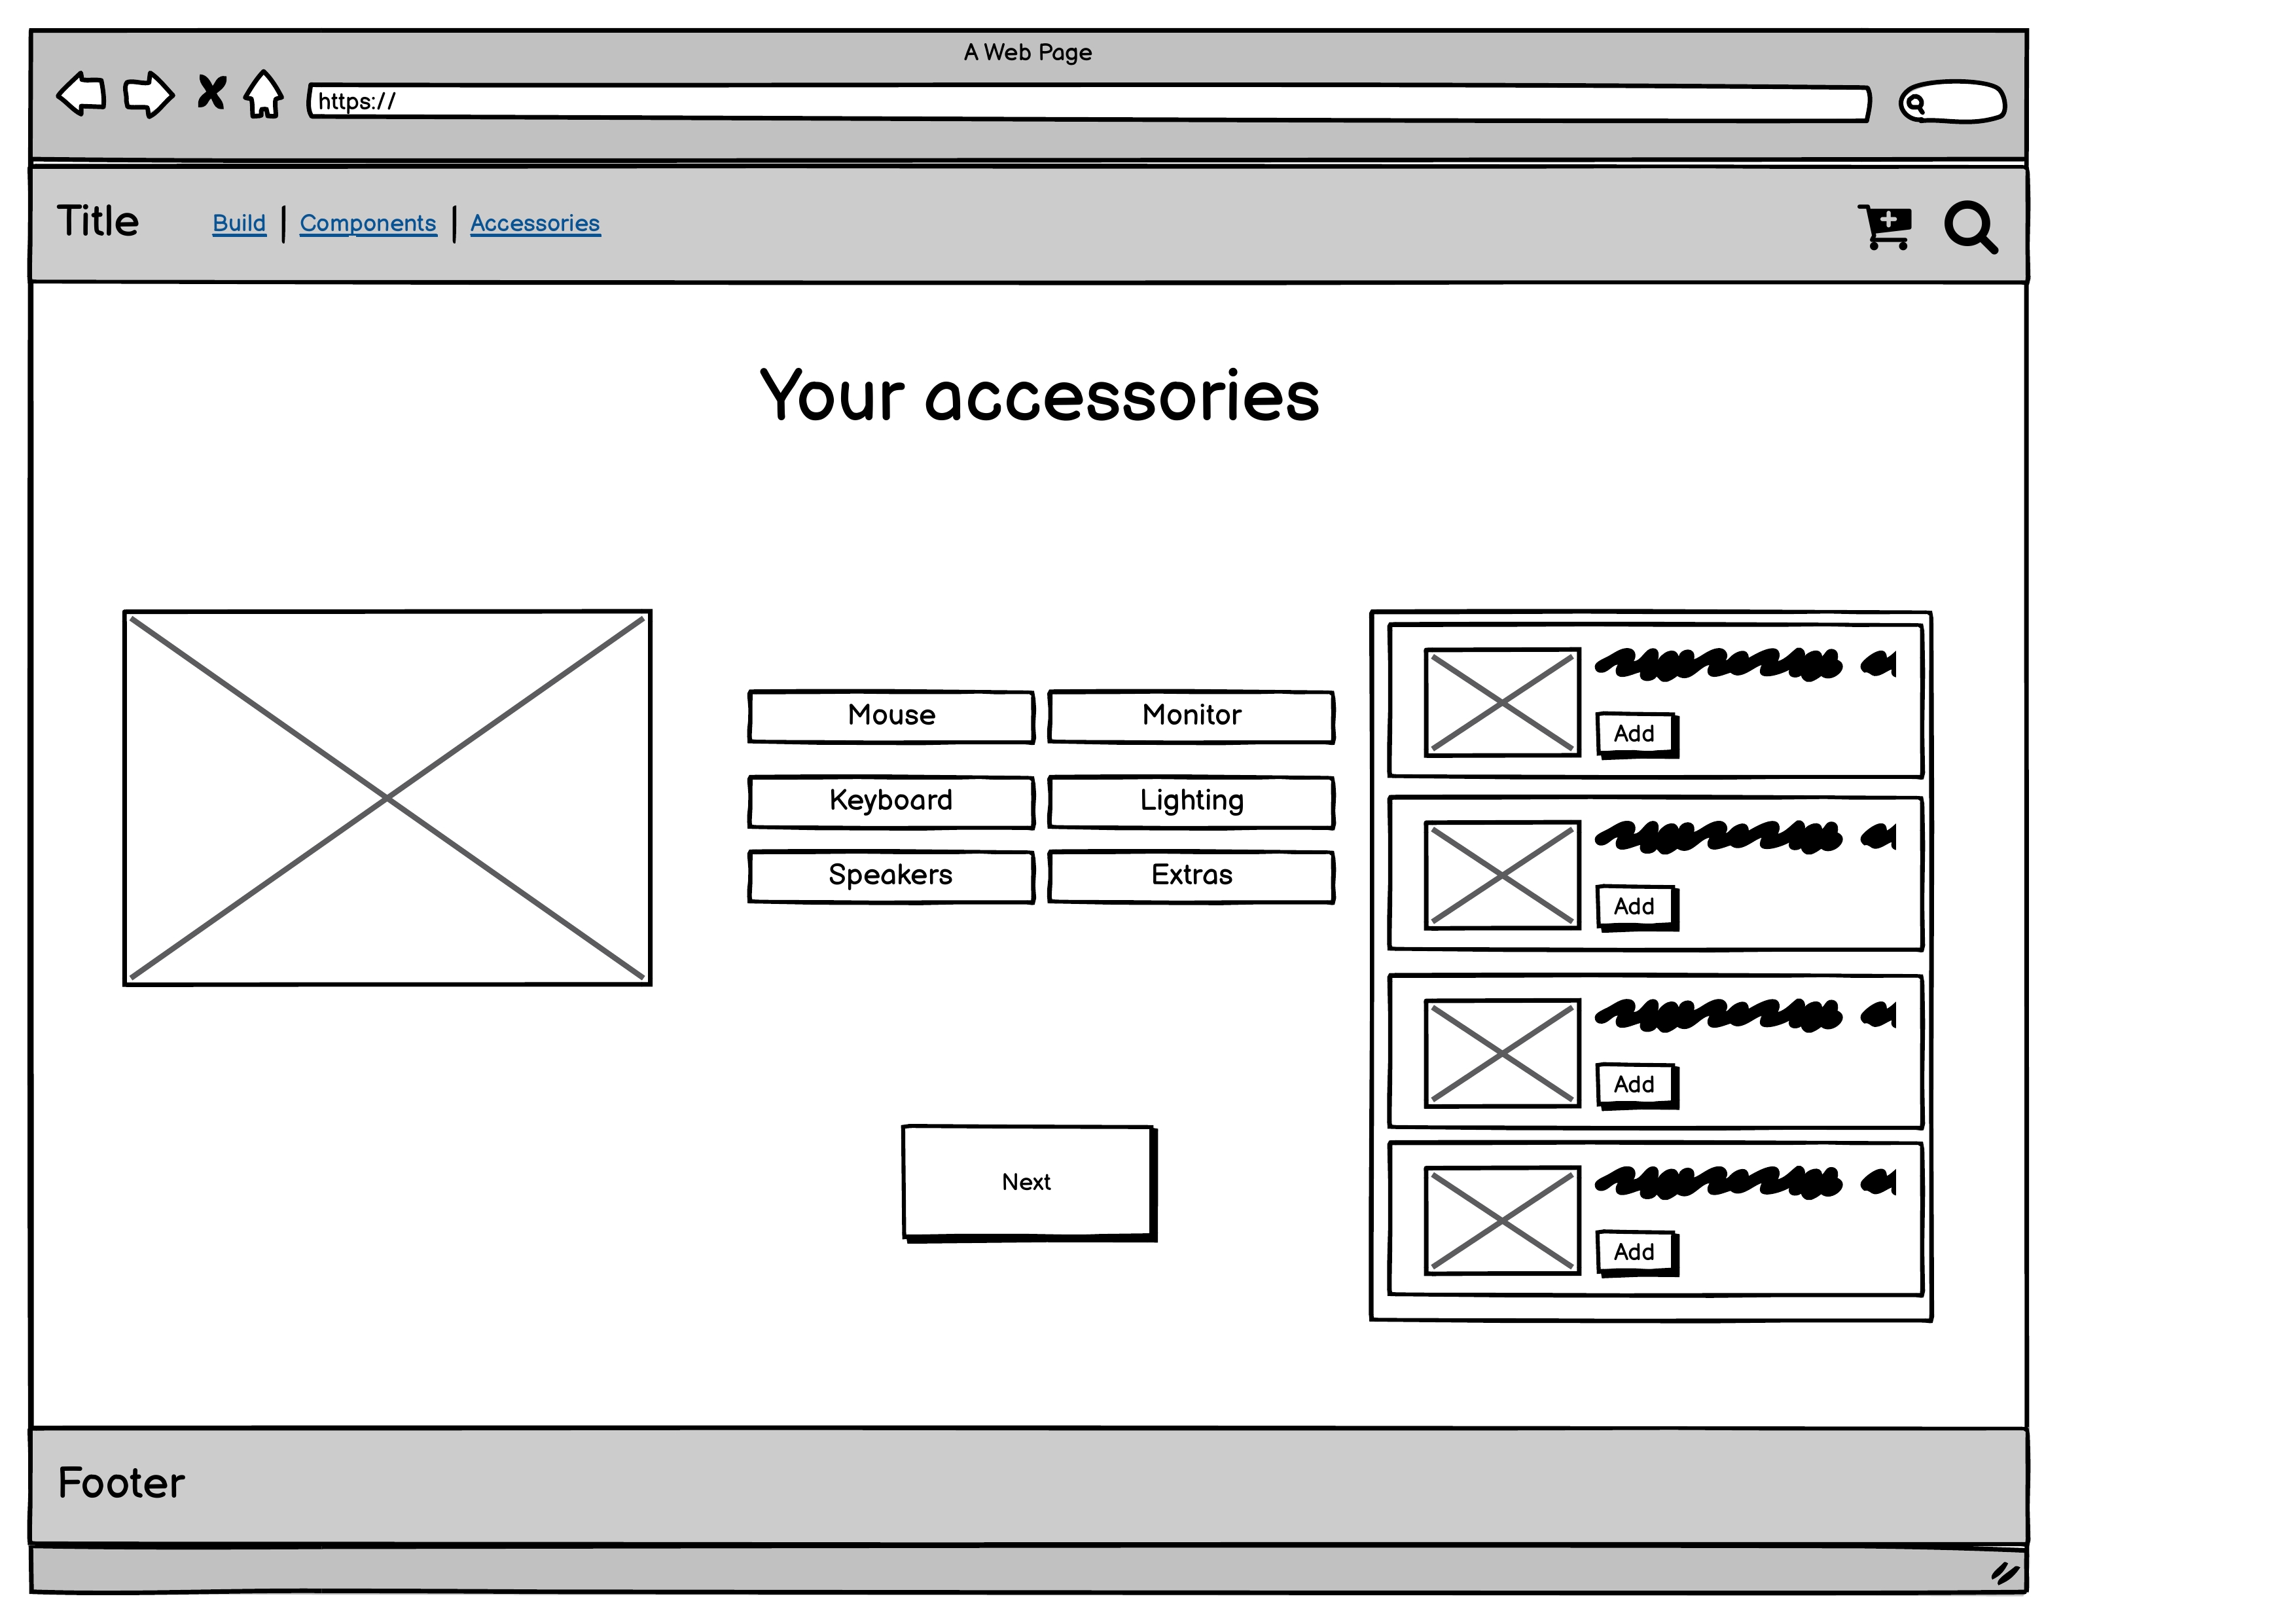 A Web Page
https://
Title
Build | Components | Accessories
Your accessories
Mouse
Monitor
Keyboard
Lighting
Speakers
Extras
Next
Add
Add
Add
Add
Footer